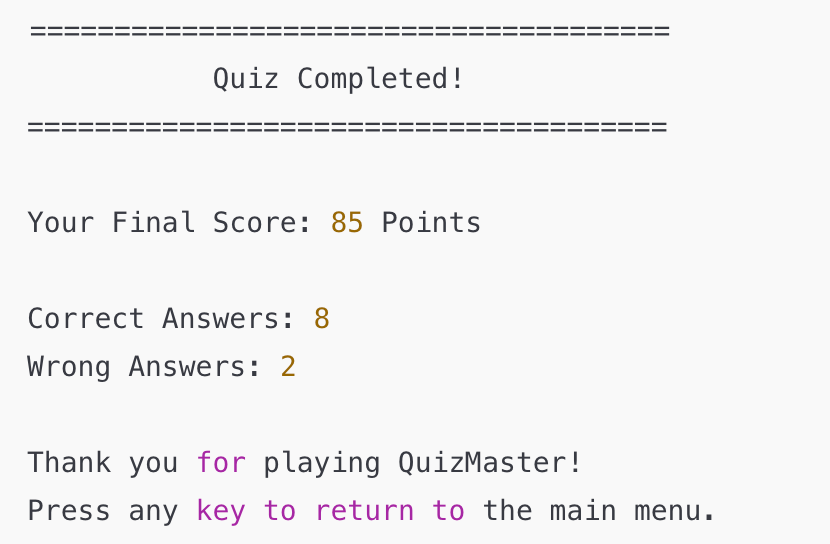 ======================================
Quiz Completed!
======================================
Your Final Score: 85 Points
Correct Answers: 8
Wrong Answers: 2
Thank you for playing QuizMaster!
Press any key to return to the main menu.